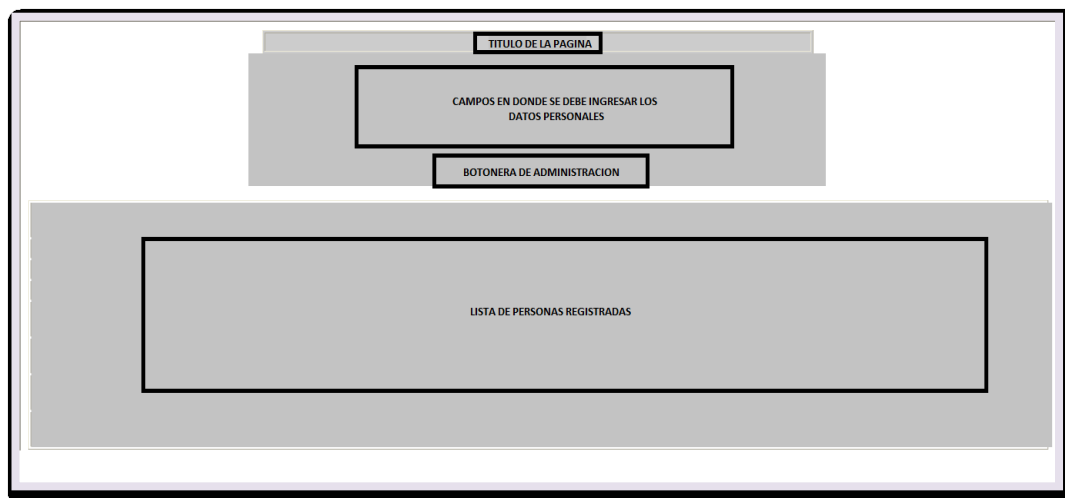 TITULO DE LA PAGINA
CAMPOS EN DONDE SE DEBE INGRESAR LOS
DATOS PERSONALES
BOTONERA DE ADMINISTRACION
LISTA DE PERSONAS REGISTRADAS